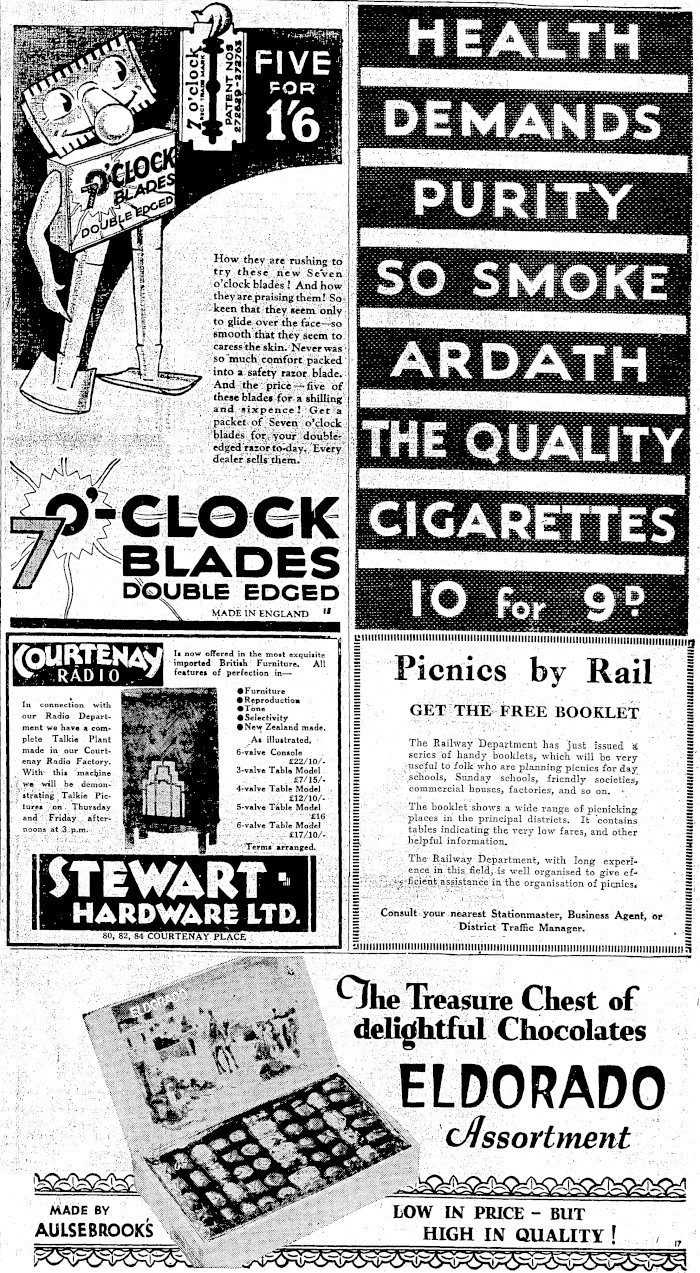 7 o'clock
RECT TRADE MARK
PATENT NOS
FIVE
FOR
1'6
7 O'CLOCK
BLADES
DOUBLE EDGED
How they are rushing to
try these new Seven
o'clock blades! And how
they are praising them! So
keen that they seem only
to glide over the face—so
smooth that they seem to
caress the skin. Never was
so much comfort packed
into a safety razor blade.
And the price—five of
these blades for a shilling
and sixpence! Get a
packet of Seven o'clock
blades for your double-
edged razor to-day. Every
dealer sells them.
7 O'-CLOCK
BLADES
DOUBLE EDGED
MADE IN ENGLAND 18
HEALTH
DEMANDS
PURITY
SO SMOKE
ARDATH
THE QUALITY
CIGARETTES
10 for 9D.
COURTENAY
RADIO
Is now offered in the most exquisite
imported British Furniture. All
features of perfection in—
In connection with
our Radio Depart-
ment we have a com-
plete Talkie Plant
made in our Court-
enay Radio Factory.
With this machine
we will be demon-
strating Talkie Pic-
tures on Thursday
and Friday after-
noons at 3 p.m.
●Furniture
●Reproduction
●Tone
●Selectivity
●New Zealand made.
As illustrated.
6-valve Console
£22/10/-
3-valve Table Model
£7/15/-
4-valve Table Model
£12/10/-
5-valve Table Model
£16
6-valve Table Model
£17/10/-
Terms arranged.
STEWART
HARDWARE LTD.
80, 82, 84 COURTENAY PLACE
Picnics by Rail
GET THE FREE BOOKLET
The Railway Department has just issued a
series of handy booklets, which will be very
useful to folk who are planning picnics for day
schools, Sunday schools, friendly societies,
commercial houses, factories, and so on.
The booklet shows a wide range of picnicking
places in the principal districts. It contains
tables indicating the very low fares, and other
helpful information.
The Railway Department, with long experi-
ence in this field, is well organised to give ef-
ficient assistance in the organisation of picnics.
Consult your nearest Stationmaster, Business Agent, or
District Traffic Manager.
ELDORADO
The Treasure Chest of
delightful Chocolates
ELDORADO
Assortment
MADE BY
AULSEBROOK'S
LOW IN PRICE - BUT
HIGH IN QUALITY!
17